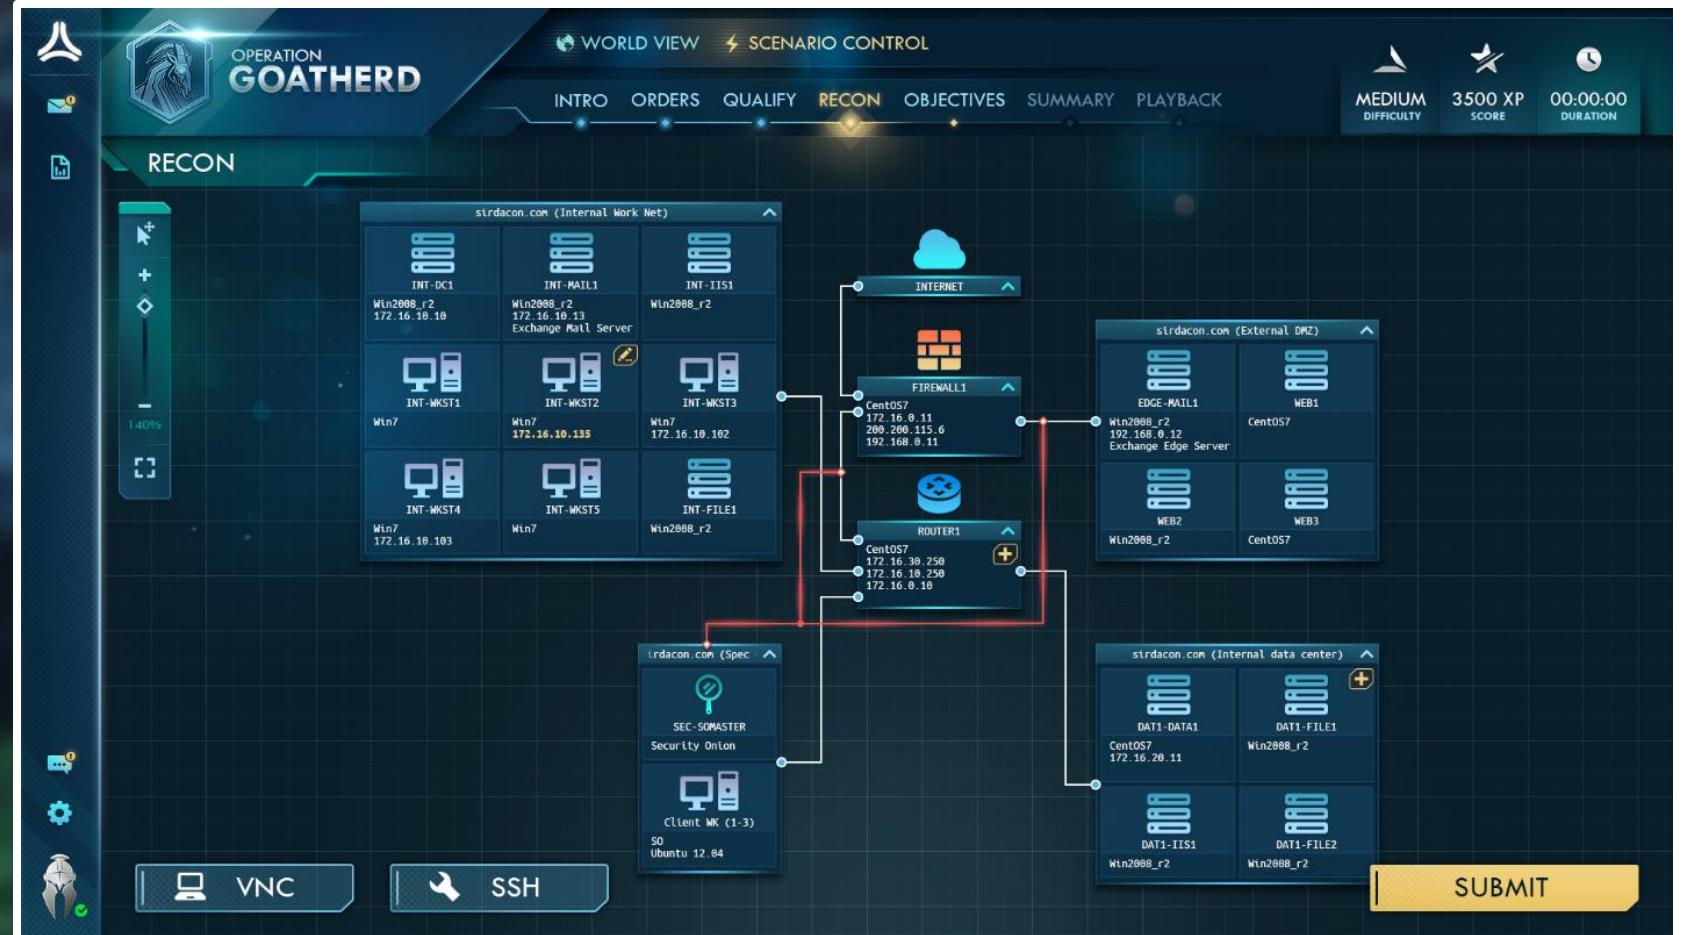 OPERATION
GOATHERD
WORLD VIEW
SCENARIO CONTROL
INTRO
ORDERS
QUALIFY
RECON
OBJECTIVES
SUMMARY
PLAYBACK
MEDIUM
DIFFICULTY
3500 XP
SCORE
00:00:00
DURATION
RECON
140%
sirdacon.com (Internal Work Net)
INT-DC1
Win2008_r2
172.16.10.10
INT-MAIL1
Win2008_r2
172.16.10.13
Exchange Mail Server
INT-IIS1
Win2008_r2
INT-WKST1
Win7
INT-WKST2
Win7
172.16.10.135
INT-WKST3
Win7
172.16.10.102
INT-WKST4
Win7
172.16.10.103
INT-WKST5
Win7
INT-FILE1
Win2008_r2
INTERNET
FIREWALL1
CentOS7
172.16.0.11
200.200.115.6
192.168.0.11
ROUTER1
CentOS7
172.16.30.250
172.16.10.250
172.16.0.10
sirdacon.com (External DMZ)
EDGE-MAIL1
Win2008_r2
192.168.0.12
Exchange Edge Server
WEB1
CentOS7
WEB2
Win2008_r2
WEB3
CentOS7
irdacon.com (Spec
SEC-SOMASTER
Security Onion
Client WK (1-3)
SO
Ubuntu 12.04
sirdacon.com (Internal data center)
DAT1-DATA1
CentOS7
172.16.20.11
DAT1-FILE1
Win2008_r2
DAT1-IIS1
Win2008_r2
DAT1-FILE2
Win2008_r2
VNC
SSH
SUBMIT